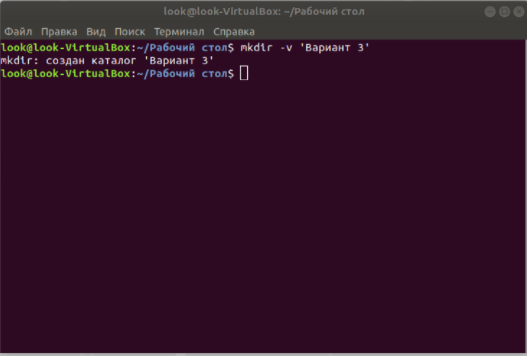 look@look-VirtualBox: ~/Рабочий стол
Файл Правка Вид Поиск Терминал Справка
look@look-VirtualBox:~/Рабочий стол$ mkdir -v 'Вариант 3'
mkdir: создан каталог 'Вариант 3'
look@look-VirtualBox:~/Рабочий стол$